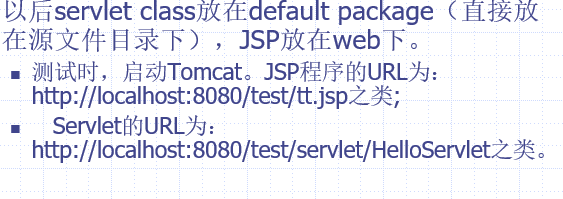 以后servlet class放在default package（直接放
在源文件目录下），JSP放在web下。
测试时，启动Tomcat。JSP程序的URL为：
http://localhost:8080/test/tt.jsp之类;
Servlet的URL为：
http://localhost:8080/test/servlet/HelloServlet之类。